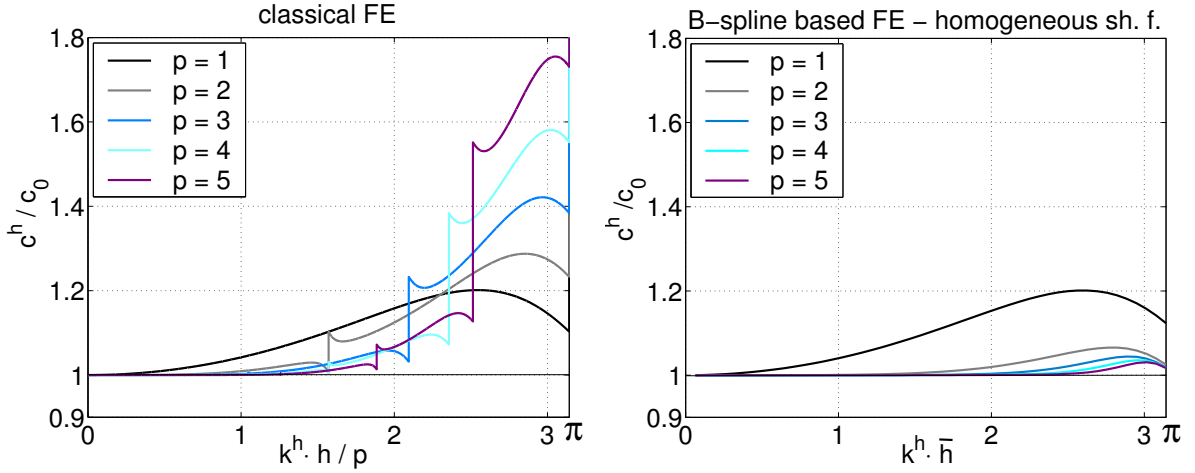 classical FE
1.8
1.6
1.4
1.2
1
0.9
c^h / c_0
p = 1
p = 2
p = 3
p = 4
p = 5
0
1
2
3
π
k^h · h / p
B−spline based FE − homogeneous sh. f.
1.8
1.6
1.4
1.2
1
0.9
c^h /c_0
p = 1
p = 2
p = 3
p = 4
p = 5
0
1
2
3
π
k^h · h̄